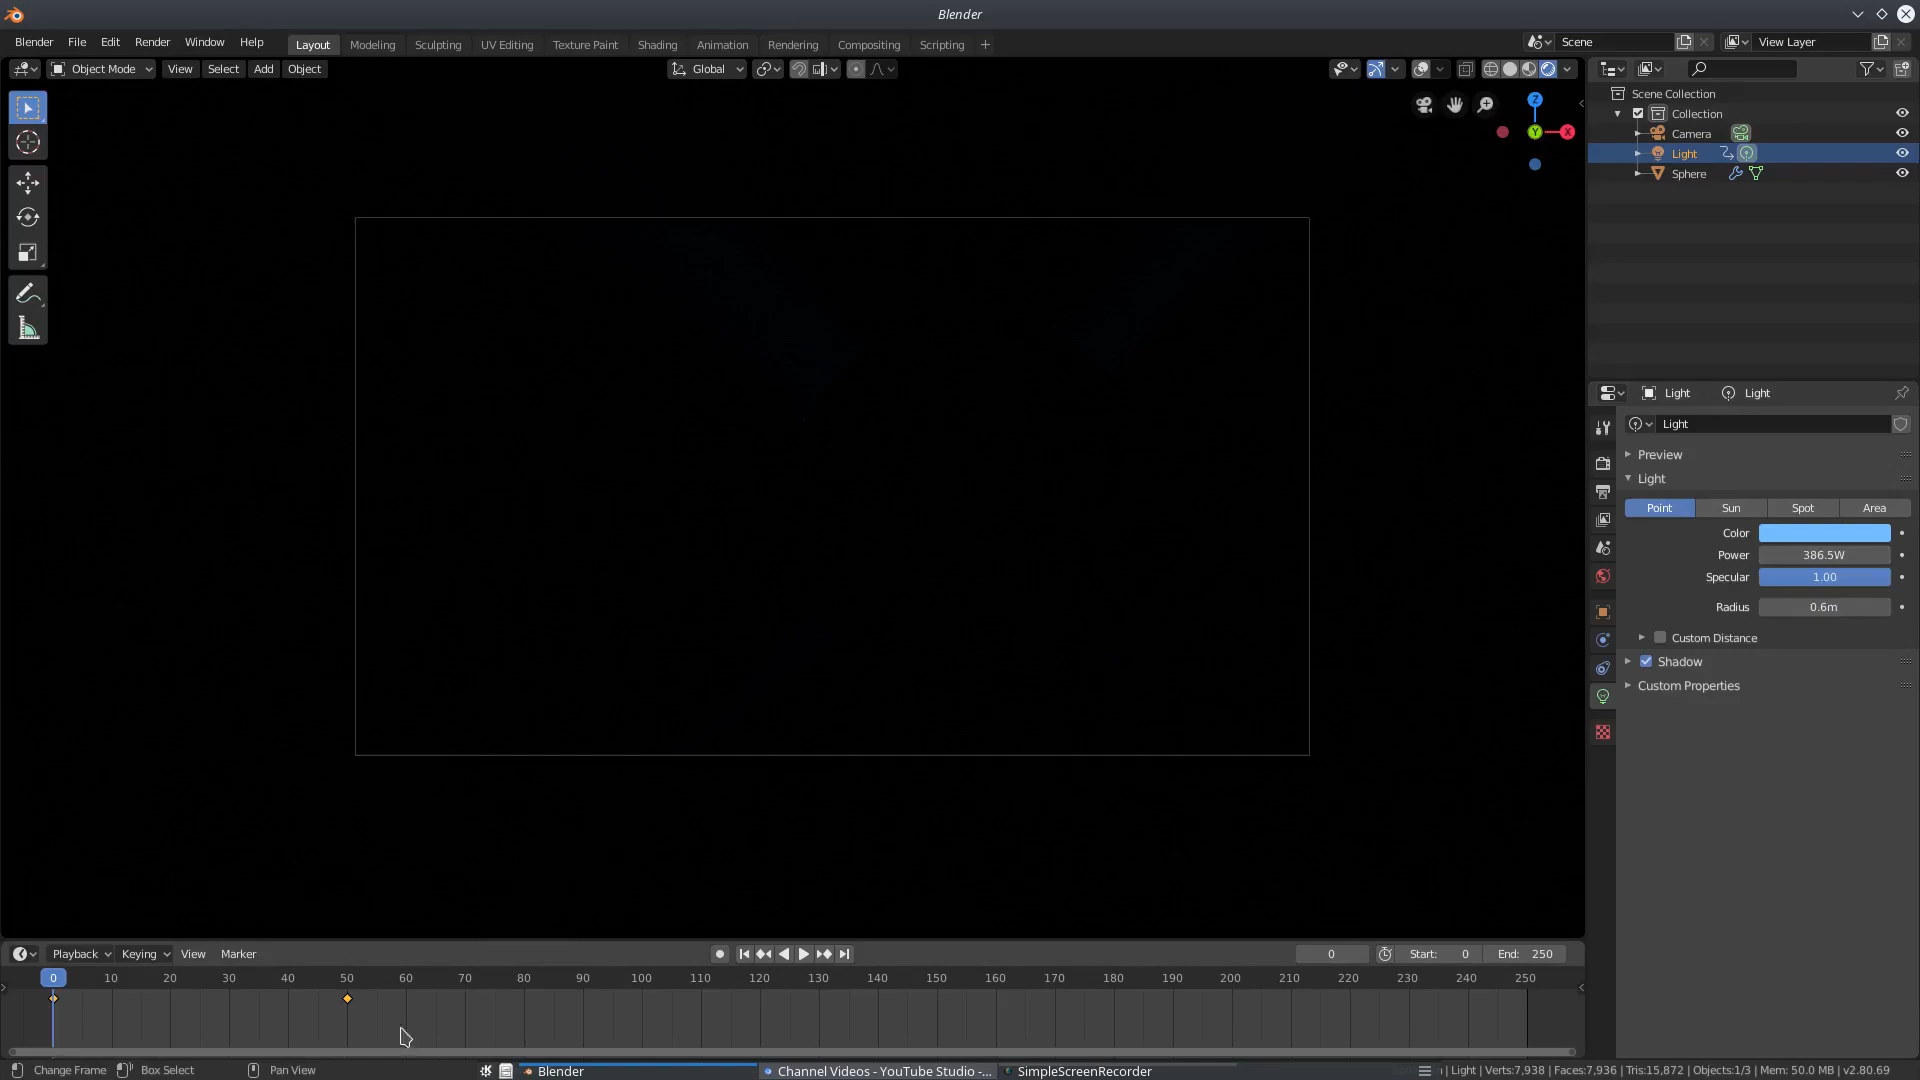 Blender
Blender File Edit Render Window Help Layout Modeling Sculpting UV Editing Texture Paint Shading Animation Rendering Compositing Scripting + Scene View Layer
Object Mode View Select Add Object Global
Z
Y X
Scene Collection
Collection
Camera
Light
Sphere
Light Light
Light
Preview
Light
Point Sun Spot Area
Color
Power 386.5W
Specular 1.00
Radius 0.6m
Custom Distance
Shadow
Custom Properties
Playback Keying View Marker 0 Start: 0 End: 250
0 10 20 30 40 50 60 70 80 90 100 110 120 130 140 150 160 170 180 190 200 210 220 230 240 250
Change Frame Box Select Pan View Blender Channel Videos - YouTube Studio -... SimpleScreenRecorder | Light | Verts:7,938 | Faces:7,936 | Tris:15,872 | Objects:1/3 | Mem: 50.0 MB | v2.80.69